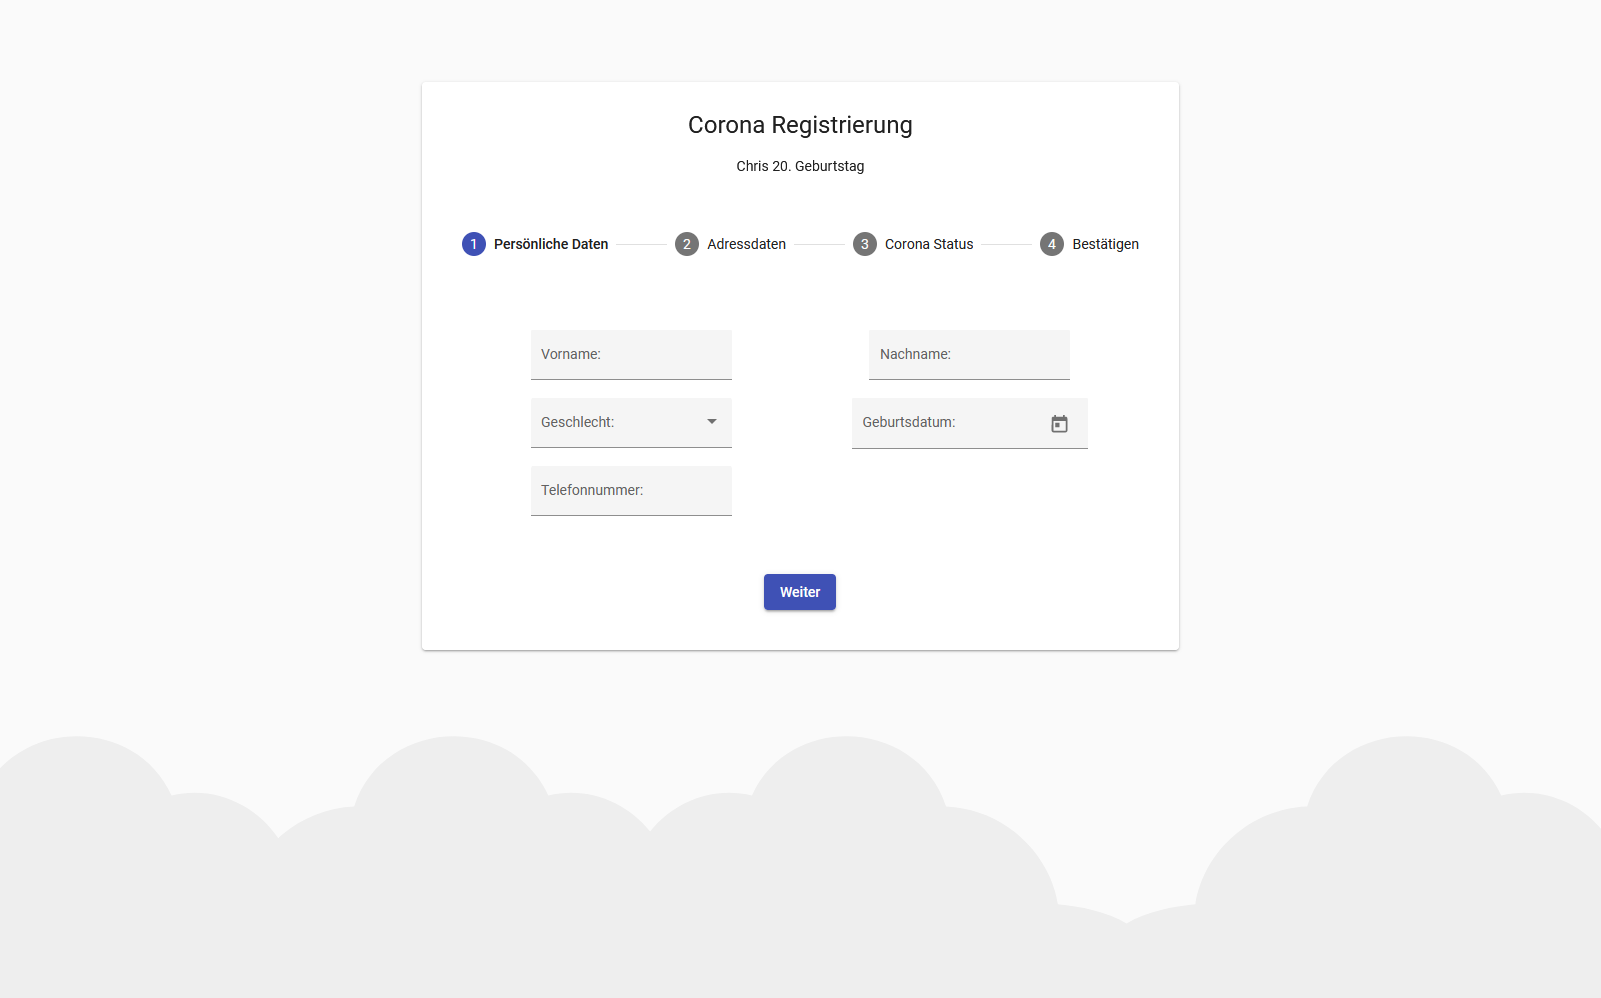 Corona Registrierung
Chris 20. Geburtstag
1 Persönliche Daten 2 Adressdaten 3 Corona Status 4 Bestätigen
Vorname: Nachname:
Geschlecht: Geburtsdatum:
Telefonnummer:
Weiter